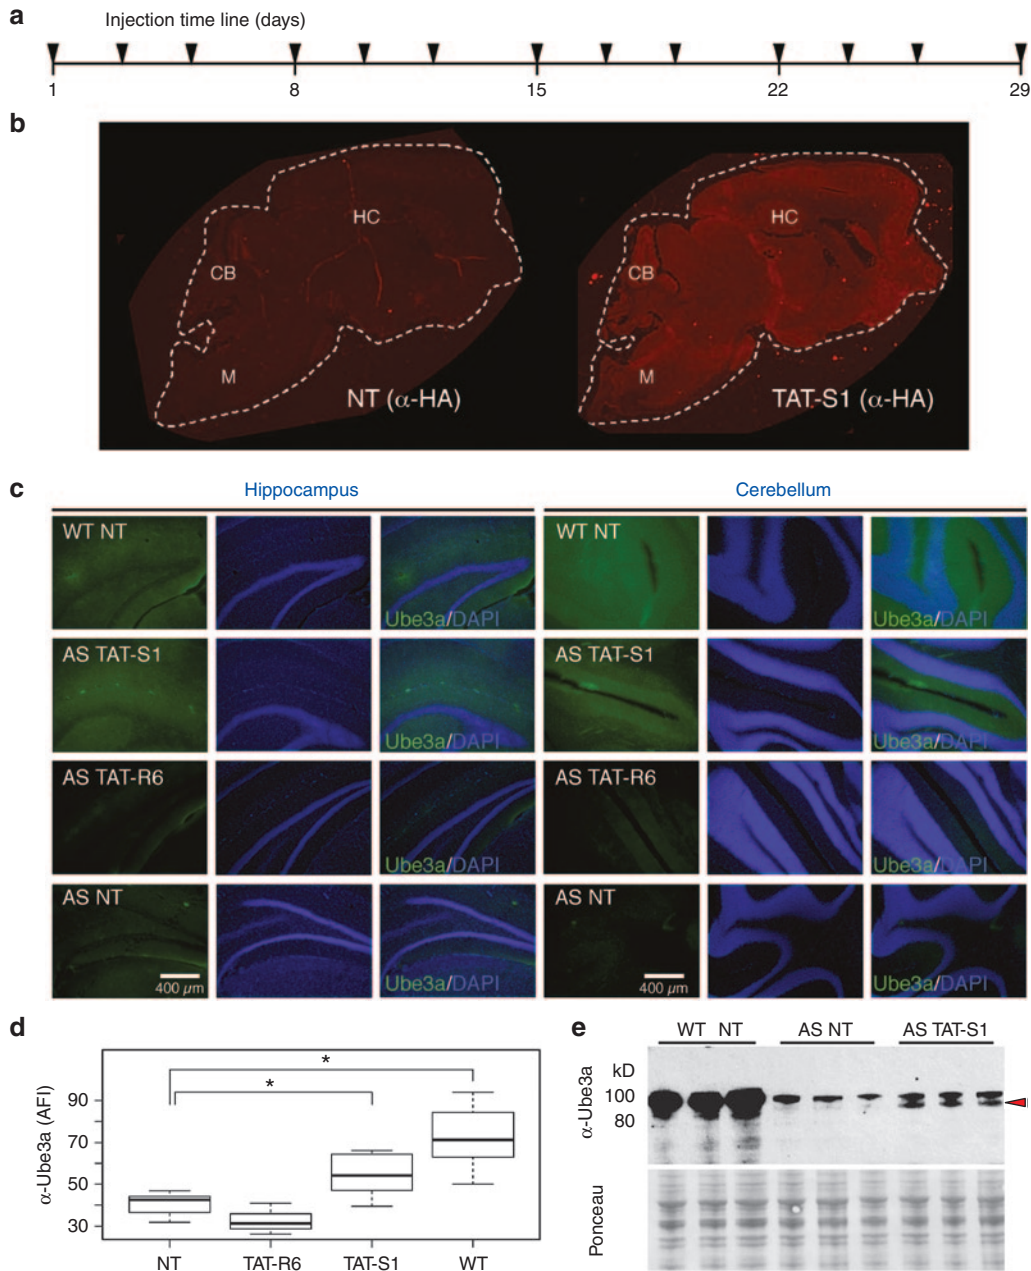 a
Injection time line (days)
1 8 15 22 29
b
HC HC
CB CB
M M
NT (α-HA) TAT-S1 (α-HA)
c
Hippocampus Cerebellum
WT NT WT NT
Ube3a/DAPI Ube3a/DAPI
AS TAT-S1 AS TAT-S1
Ube3a/DAPI Ube3a/DAPI
AS TAT-R6 AS TAT-R6
Ube3a/DAPI Ube3a/DAPI
AS NT AS NT
400 µm Ube3a/DAPI 400 µm Ube3a/DAPI
d
α-Ube3a (AFI)
90
70
50
30
* *
NT TAT-R6 TAT-S1 WT
e
WT NT AS NT AS TAT-S1
kD
100
80
α-Ube3a
Ponceau